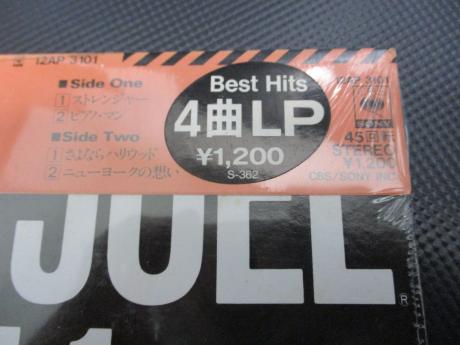 12AP 3101
■Side One
1 ストレンジャー
2 ピアノ・マン
■Side Two
1 さよならハリウッド
2 ニューヨークの想い
Best Hits
4曲LP
¥1,200
S-362
12AP 3101
45回転
STEREO
¥1,200
CBS/SONY INC.
JOEL
®